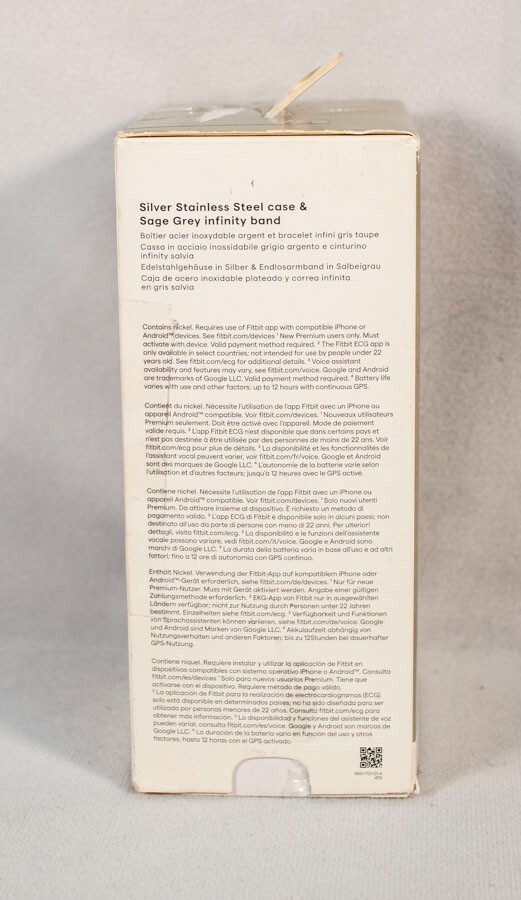 Silver Stainless Steel case &
Sage Grey infinity band
Boîtier acier inoxydable argent et bracelet infini gris taupe
Cassa in acciaio inossidabile grigio argento e cinturino
infinity salvia
Edelstahlgehäuse in Silber & Endlosarmband in Salbeigrau
Caja de acero inoxidable plateado y correa infinita
en gris salvia
Contains nickel. Requires use of Fitbit app with compatible iPhone or
Android™ devices. See fitbit.com/devices ¹ New Premium users only. Must
activate with device. Valid payment method required. ² The Fitbit ECG app is
only available in select countries; not intended for use by people under 22
years old. See fitbit.com/ecg for additional details. ³ Voice assistant
availability and features may vary, see fitbit.com/voice. Google and Android
are trademarks of Google LLC. Valid payment method required. ⁴ Battery life
varies with use and other factors; up to 12 hours with continuous GPS.
Contient du nickel. Nécessite l'utilisation de l'app Fitbit avec un iPhone ou
appareil Android™ compatible. Voir fitbit.com/devices. ¹ Nouveaux utilisateurs
Premium seulement. Doit être activé avec l'appareil. Mode de paiement
valide requis. ² L'app Fitbit ECG n'est disponible que dans certains pays et
n'est pas destinée à être utilisée par des personnes de moins de 22 ans. Voir
fitbit.com/ecg pour plus de détails. ³ La disponibilité et les fonctionnalités de
l'assistant vocal peuvent varier, voir fitbit.com/fr/voice. Google et Android
sont des marques de Google LLC. ⁴ L'autonomie de la batterie varie selon
l'utilisation et d'autres facteurs; jusqu'à 12 heures avec le GPS activé.
Contiene nichel. Nécessite l'utilisation de l'app Fitbit avec un iPhone ou
appareil Android™ compatible. Voir fitbit.com/devices. ¹ Solo nuovi utenti
Premium. Da attivare insieme al dispositivo. È richiesto un metodo di
pagamento valido. ² L'app ECG di Fitbit è disponibile solo in alcuni paesi; non
destinato all'uso da parte di persone con meno di 22 anni. Per ulteriori
dettagli, visita fitbit.com/ecg. ³ La disponibilità e le funzioni dell'assistente
vocale possono variare, vedi fitbit.com/it/voice. Google e Android sono
marchi di Google LLC. ⁴ La durata della batteria varia in base all'uso e ad altri
fattori; fino a 12 ore di autonomia con GPS continuo.
Enthält Nickel. Verwendung der Fitbit-App auf kompatiblem iPhone oder
Android™-Gerät erforderlich, siehe fitbit.com/de/devices. ¹ Nur für neue
Premium-Nutzer. Muss mit Gerät aktiviert werden. Angabe einer gültigen
Zahlungsmethode erforderlich. ² EKG-App von Fitbit nur in ausgewählten
Ländern verfügbar; nicht zur Nutzung durch Personen unter 22 Jahren
bestimmt. Einzelheiten siehe fitbit.com/ecg. ³ Verfügbarkeit und Funktionen
von Sprachassistenten können variieren, siehe fitbit.com/de/voice. Google
und Android sind Marken von Google LLC. ⁴ Akkulaufzeit abhängig von
Nutzungsverhalten und anderen Faktoren; bis zu 12Stunden bei dauerhafter
GPS-Nutzung.
Contiene níquel. Requiere instalar y utilizar la aplicación de Fitbit en
dispositivos compatibles con sistema operativo iPhone o Android™. Consulta
fitbit.com/es/devices ¹ Solo para nuevos usuarios Premium. Tiene que
activarse con el dispositivo. Requiere método de pago válido.
² La aplicación de Fitbit para la realización de electrocardiogramas (ECG)
solo está disponible en determinados países; no ha sido diseñada para ser
utilizada por personas menores de 22 años. Consulta fitbit.com/ecg para
obtener más información. ³ La disponibilidad y funciones del asistente de voz
pueden variar, consulta fitbit.com/es/voice. Google y Android son marcas de
Google LLC. ⁴ La duración de la batería varía en función del uso y otros
factores; hasta 12 horas con el GPS activado.